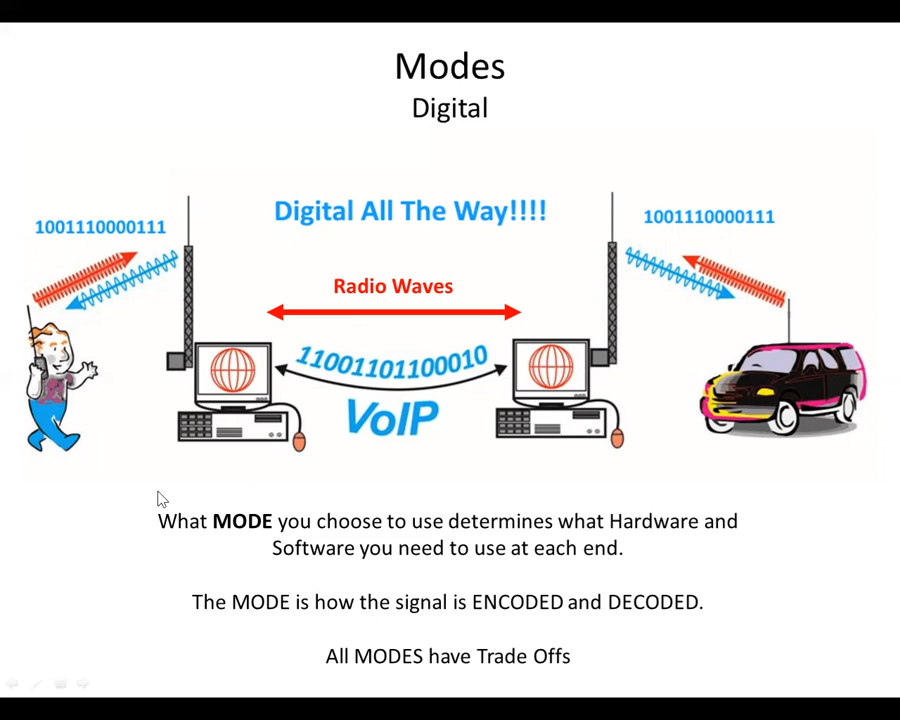 Modes
Digital
Digital All The Way!!!!
1001110000111
1001110000111
Radio Waves
11001101100010
VoIP
What MODE you choose to use determines what Hardware and
Software you need to use at each end.
The MODE is how the signal is ENCODED and DECODED.
All MODES have Trade Offs